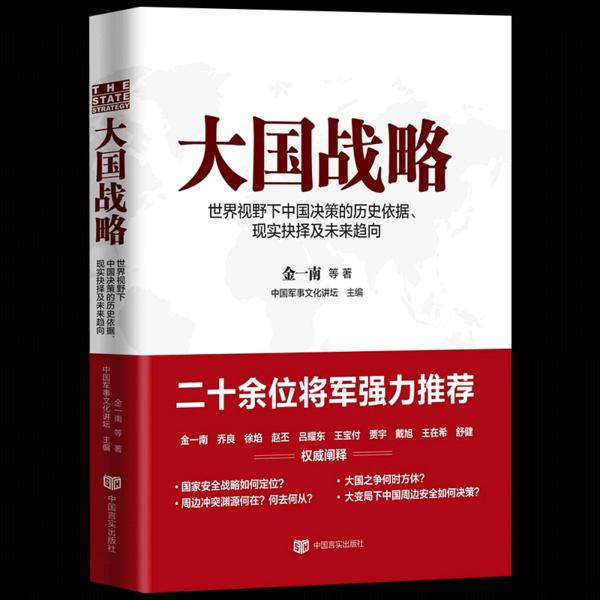 THE
STATE
STRATEGY
大国战略
世界视野下
中国决策的历史依据、
现实抉择及未来趋向
金一南 等 著
中国军事文化讲坛 主编
中国言实出版社
大国战略
世界视野下中国决策的历史依据、
现实抉择及未来趋向
金一南 等 著
中国军事文化讲坛 主编
二十余位将军强力推荐
金一南 乔良 徐焰 赵丕 吕耀东 王宝付 贾宇 戴旭 王在希 舒健
权威阐释
·国家安全战略如何定位？ ·大国之争何时方休？
·周边冲突渊源何在？何去何从？ ·大变局下中国周边安全如何决策？
中国言实出版社